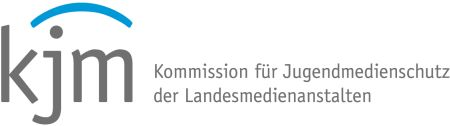 kjm
Kommission für Jugendmedienschutz
der Landesmedienanstalten